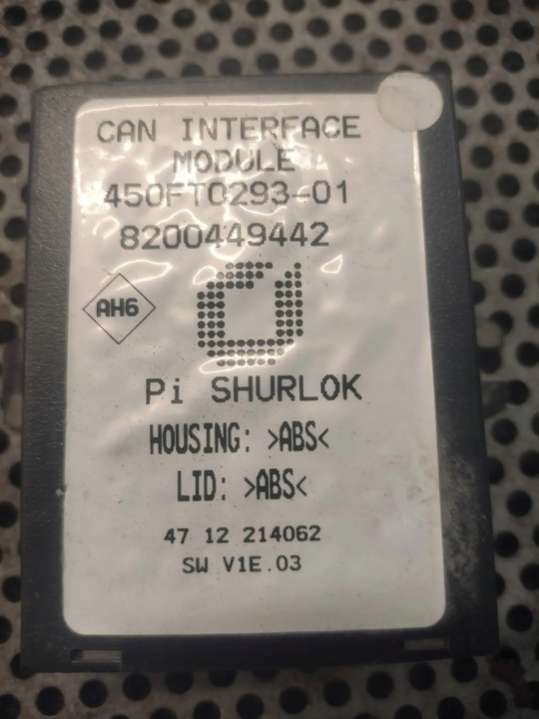 CAN INTERFACE
MODULE
450FT0293-01
8200449442
AH6
Pi SHURLOK
HOUSING: >ABS<
LID: >ABS<
47 12 214062
SW V1E.03